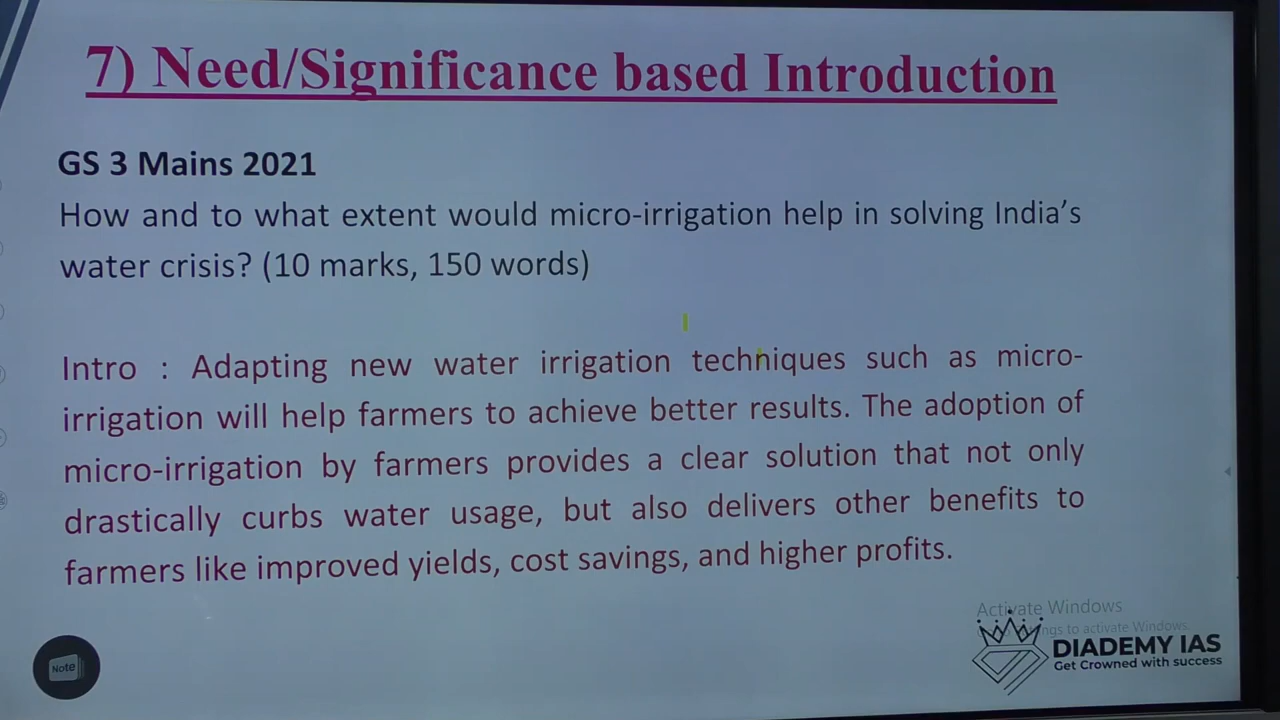 7) Need/Significance based Introduction
GS 3 Mains 2021
How and to what extent would micro-irrigation help in solving India's
water crisis? (10 marks, 150 words)
Intro : Adapting new water irrigation techniques such as micro-
irrigation will help farmers to achieve better results. The adoption of
micro-irrigation by farmers provides a clear solution that not only
drastically curbs water usage, but also delivers other benefits to
farmers like improved yields, cost savings, and higher profits.
Activate Windows
to activate Windows.
DIADEMY IAS
Get Crowned with success
Note